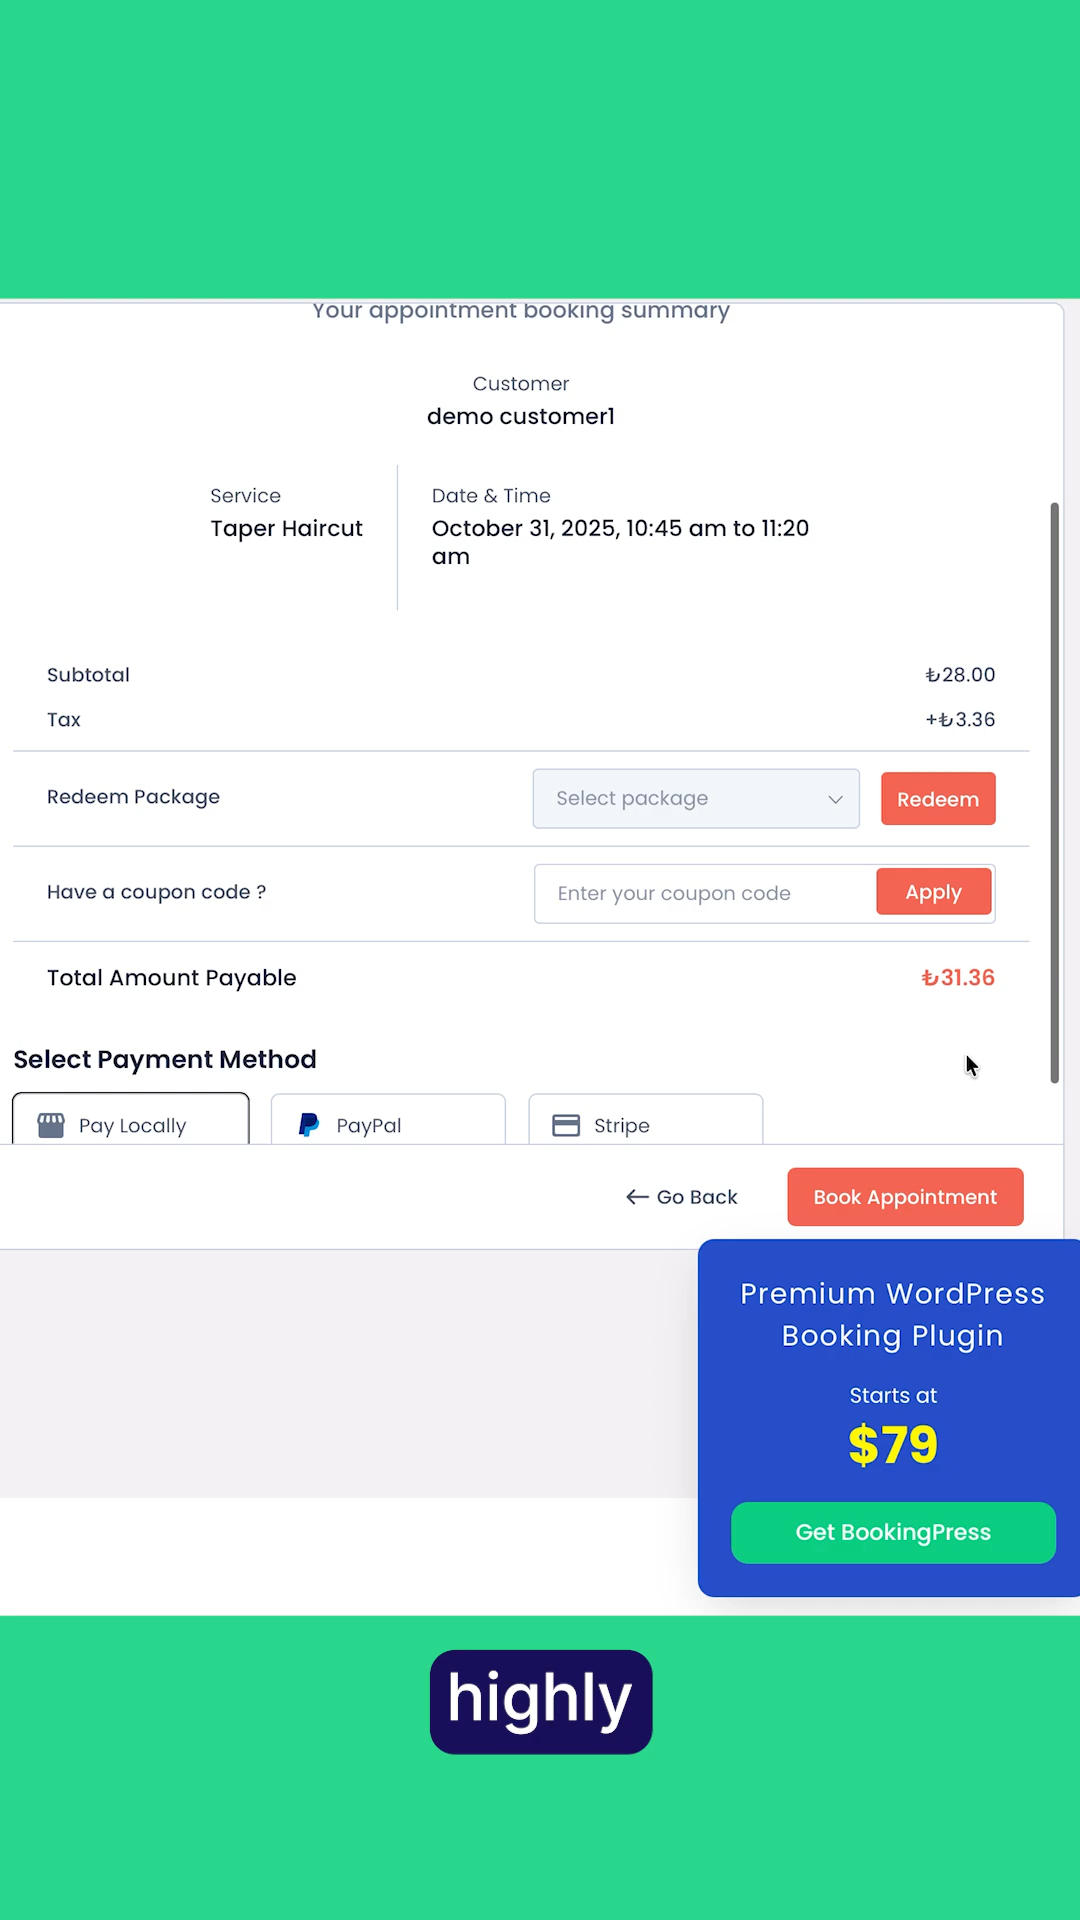 Your appointment booking summary
Customer
demo customer1
Service
Taper Haircut
Date & Time
October 31, 2025, 10:45 am to 11:20
am
Subtotal
₺28.00
Tax
+₺3.36
Redeem Package
Select package
Redeem
Have a coupon code ?
Enter your coupon code
Apply
Total Amount Payable
₺31.36
Select Payment Method
Pay Locally
PayPal
Stripe
← Go Back
Book Appointment
Premium WordPress
Booking Plugin
Starts at
$79
Get BookingPress
highly